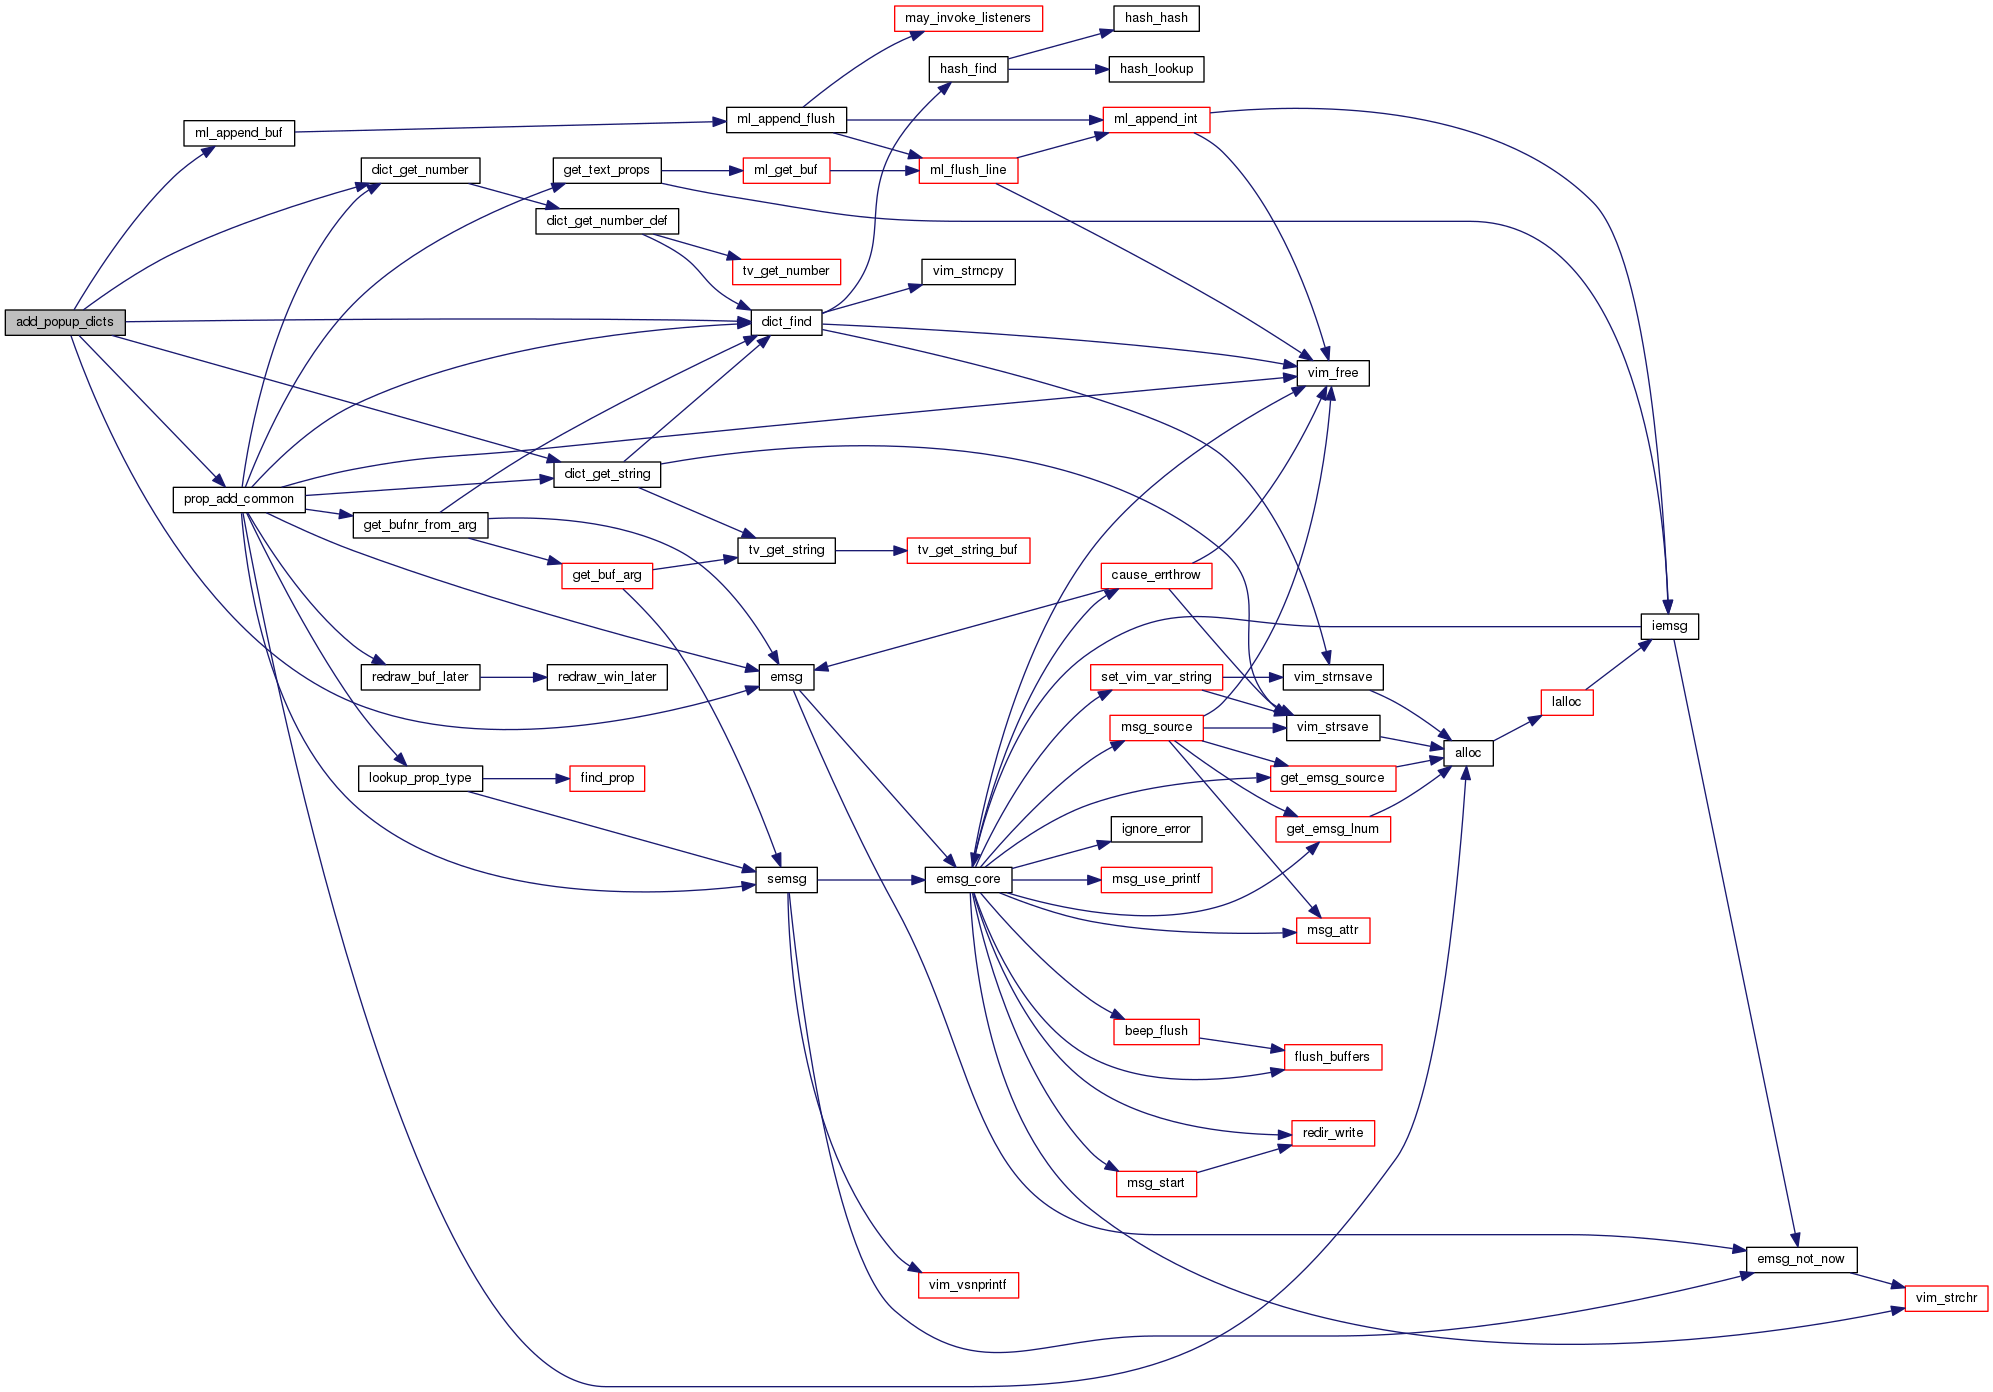 may_invoke_listeners
hash_hash
hash_find
hash_lookup
ml_append_buf
ml_append_flush
ml_append_int
dict_get_number
get_text_props
ml_get_buf
ml_flush_line
dict_get_number_def
tv_get_number
vim_strncpy
add_popup_dicts
dict_find
vim_free
dict_get_string
prop_add_common
get_bufnr_from_arg
tv_get_string
tv_get_string_buf
get_buf_arg
cause_errthrow
iemsg
redraw_buf_later
redraw_win_later
emsg
set_vim_var_string
vim_strnsave
lalloc
msg_source
vim_strsave
alloc
lookup_prop_type
find_prop
get_emsg_source
ignore_error
get_emsg_lnum
semsg
emsg_core
msg_use_printf
msg_attr
beep_flush
flush_buffers
redir_write
msg_start
emsg_not_now
vim_vsnprintf
vim_strchr